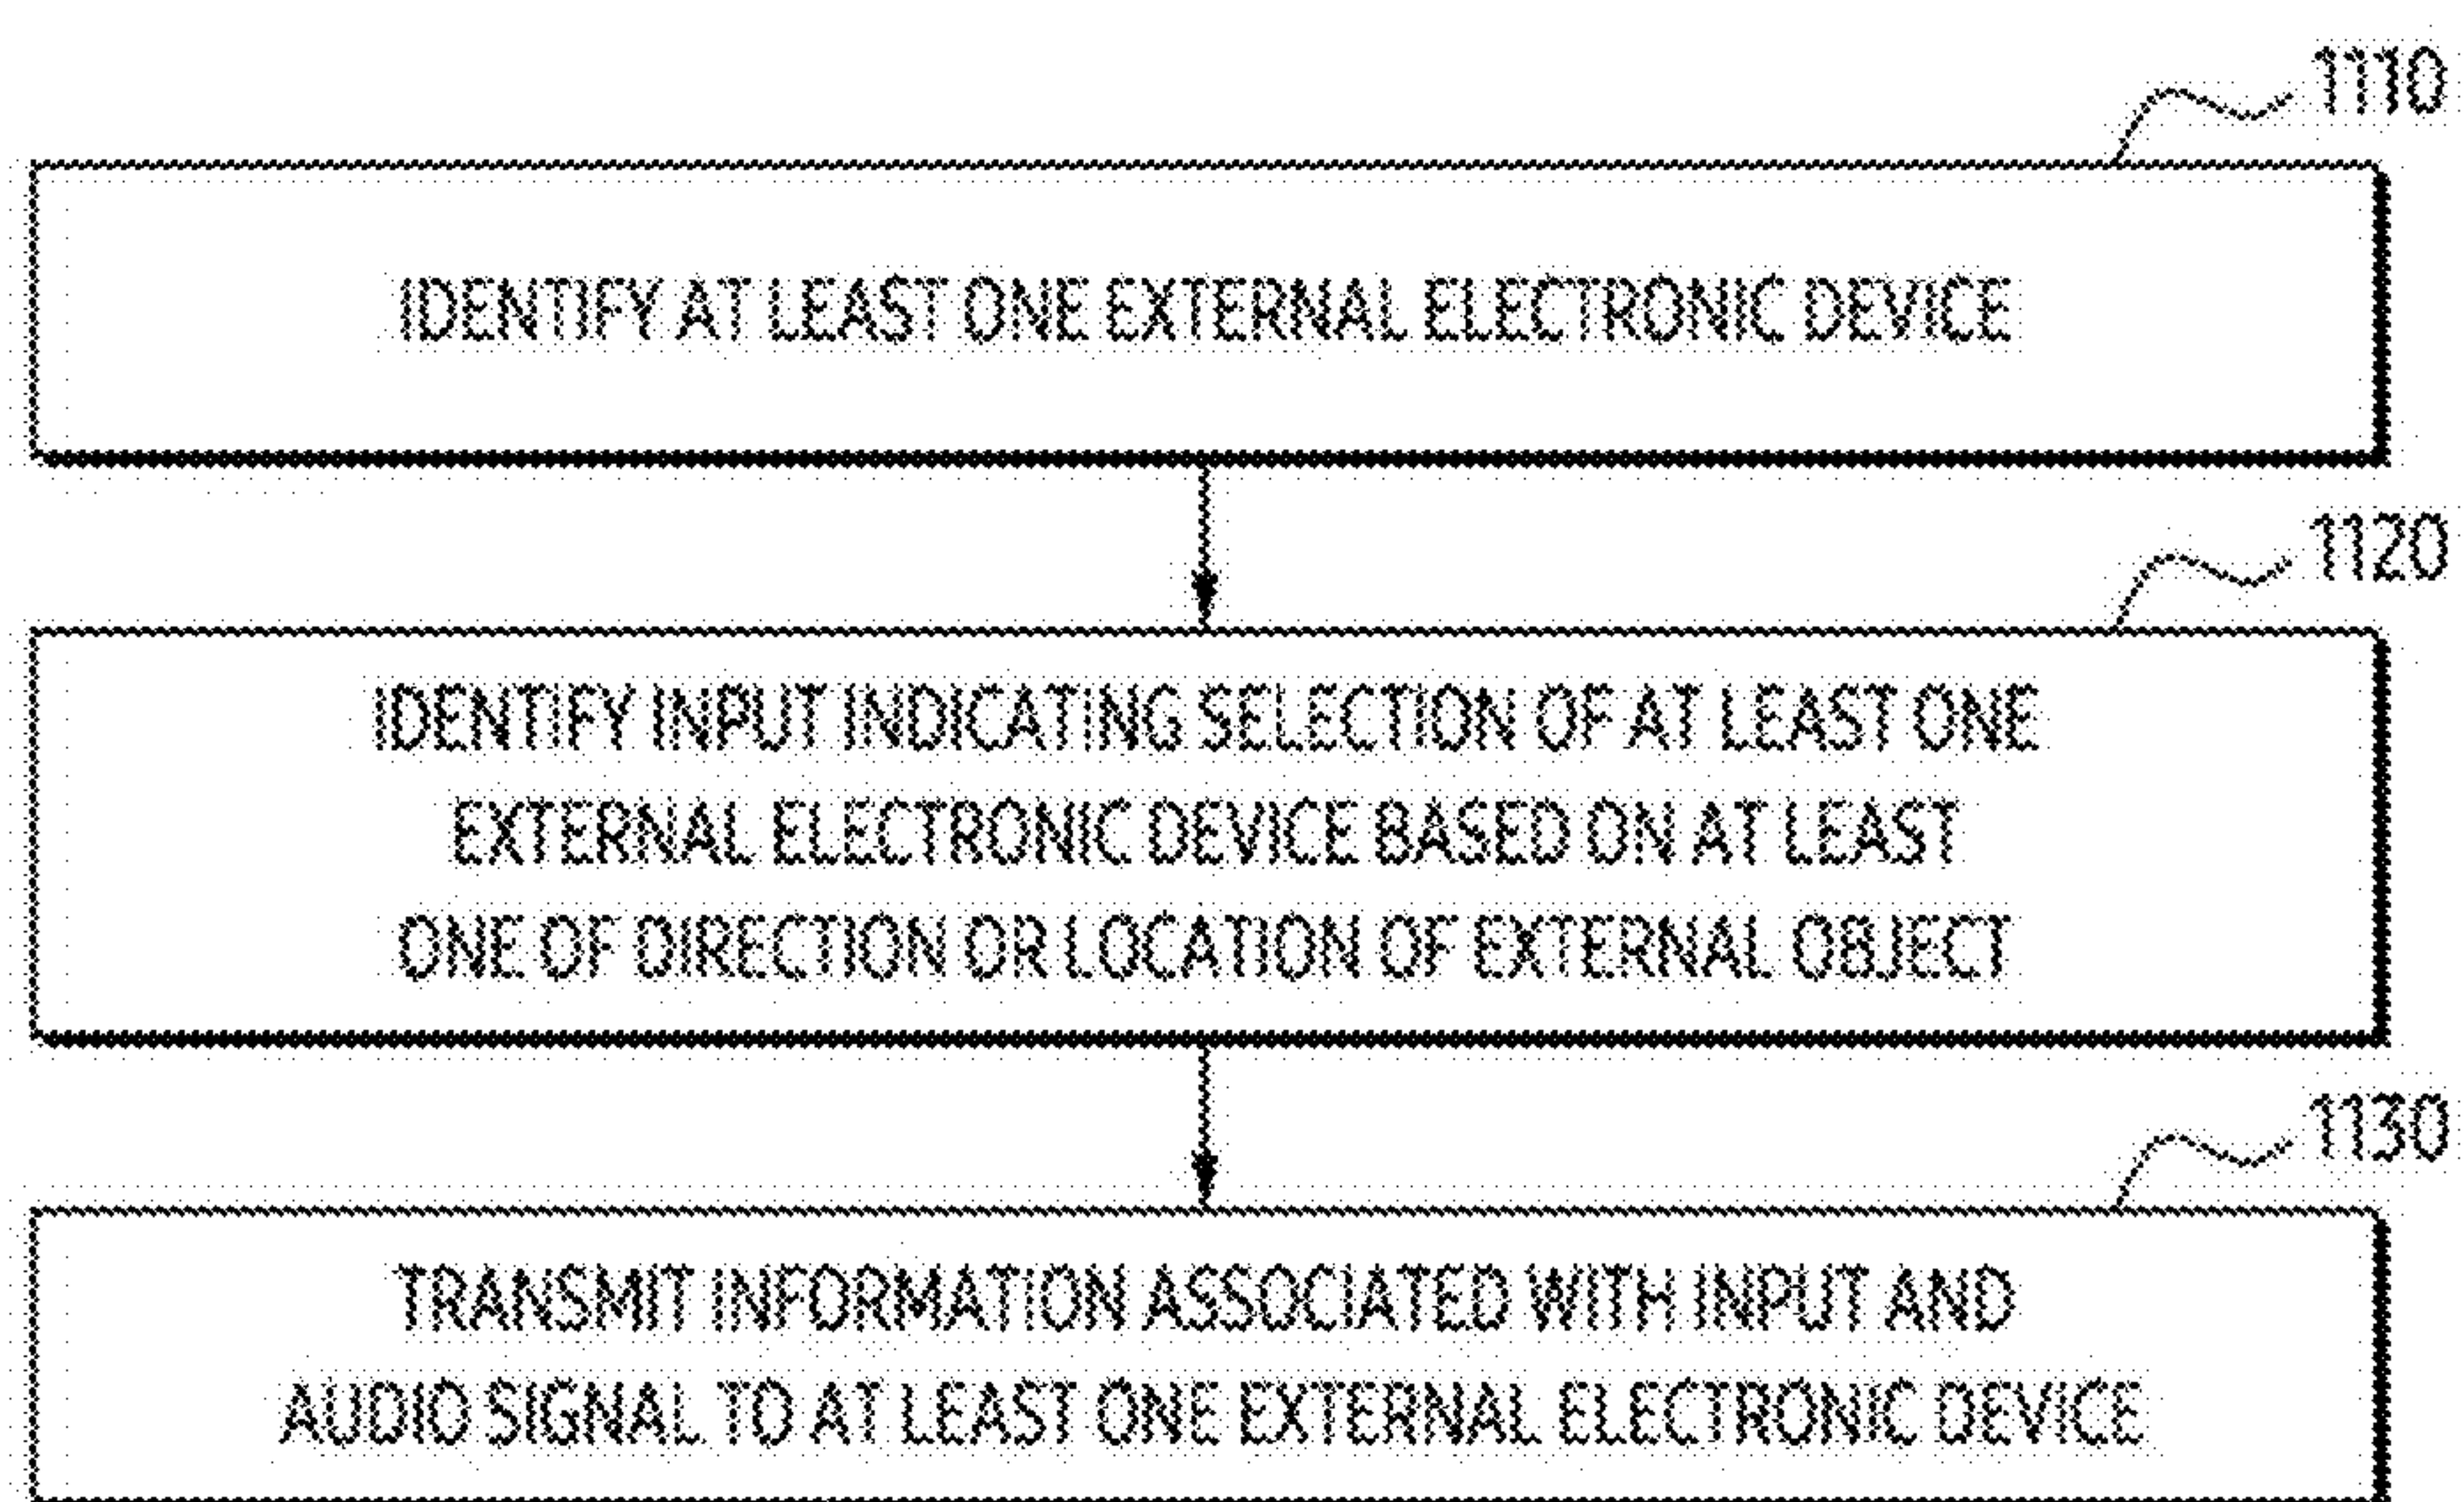 1110
IDENTIFY AT LEAST ONE EXTERNAL ELECTRONIC DEVICE
1120
IDENTIFY INPUT INDICATING SELECTION OF AT LEAST ONE
EXTERNAL ELECTRONIC DEVICE BASED ON AT LEAST
ONE OF DIRECTION OR LOCATION OF EXTERNAL OBJECT
1130
TRANSMIT INFORMATION ASSOCIATED WITH INPUT AND
AUDIO SIGNAL TO AT LEAST ONE EXTERNAL ELECTRONIC DEVICE